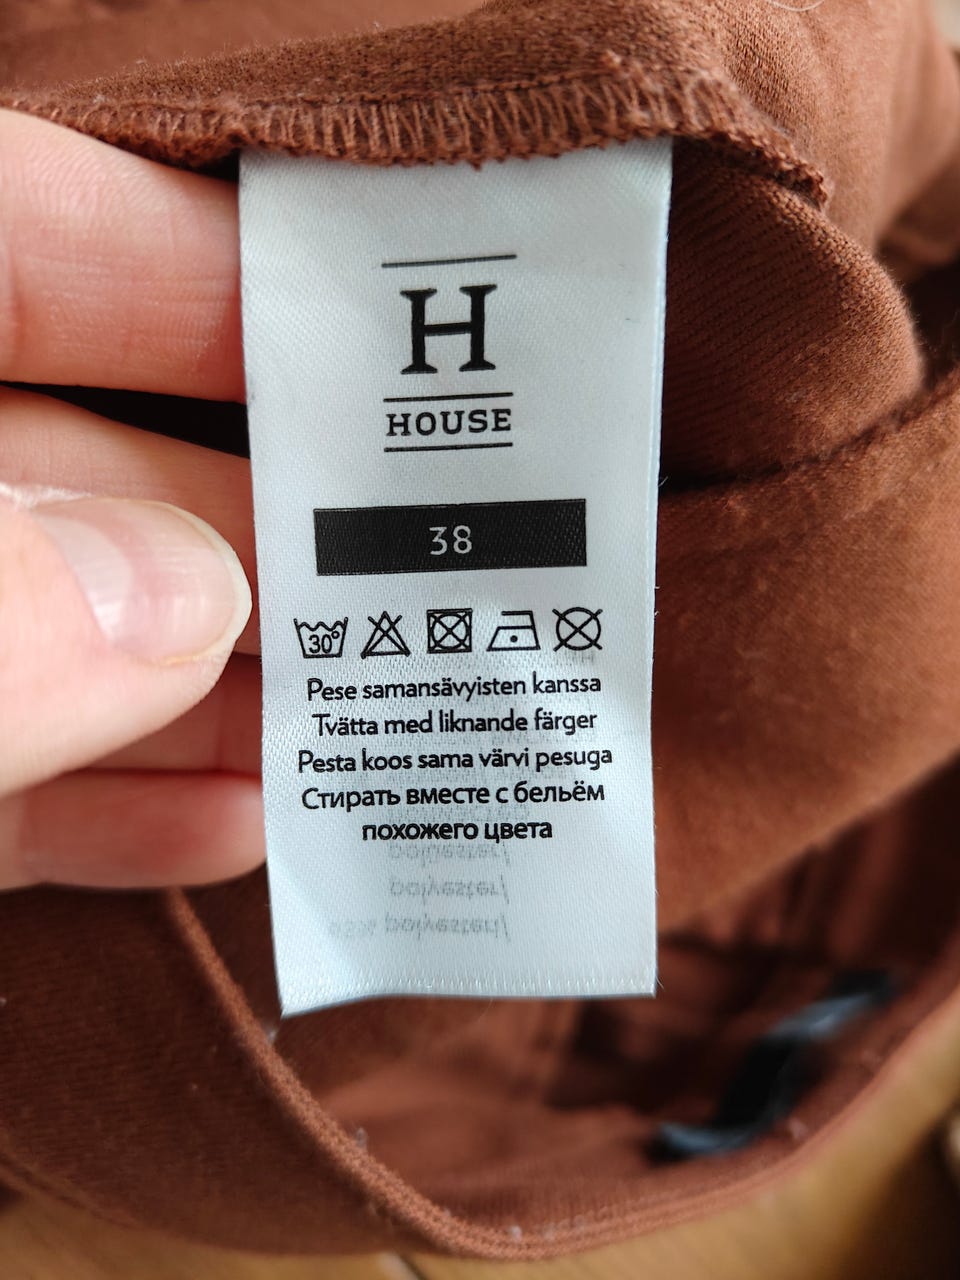 H
HOUSE
38
30°
Pese samansävyisten kanssa
Tvätta med liknande färger
Pesta koos sama värvi pesuga
Стирать вместе с бельём
похожего цвета